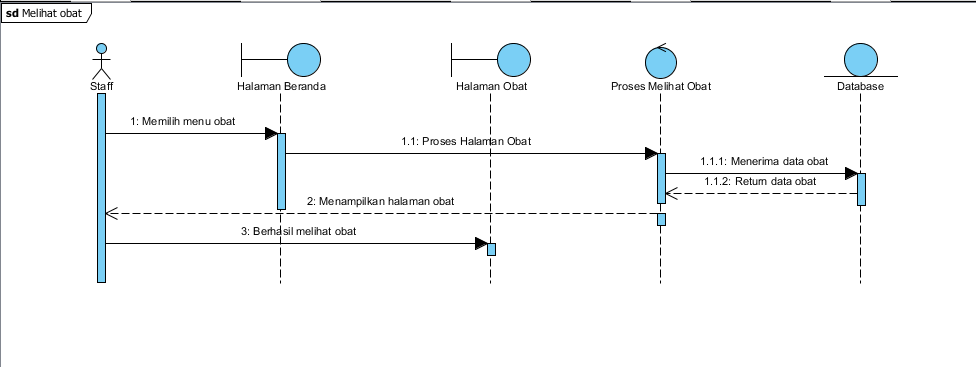 sd Melihat obat
Staff
Halaman Beranda
Halaman Obat
Proses Melihat Obat
Database
1: Memilih menu obat
1.1: Proses Halaman Obat
1.1.1: Menerima data obat
1.1.2: Return data obat
2: Menampilkan halaman obat
3: Berhasil melihat obat